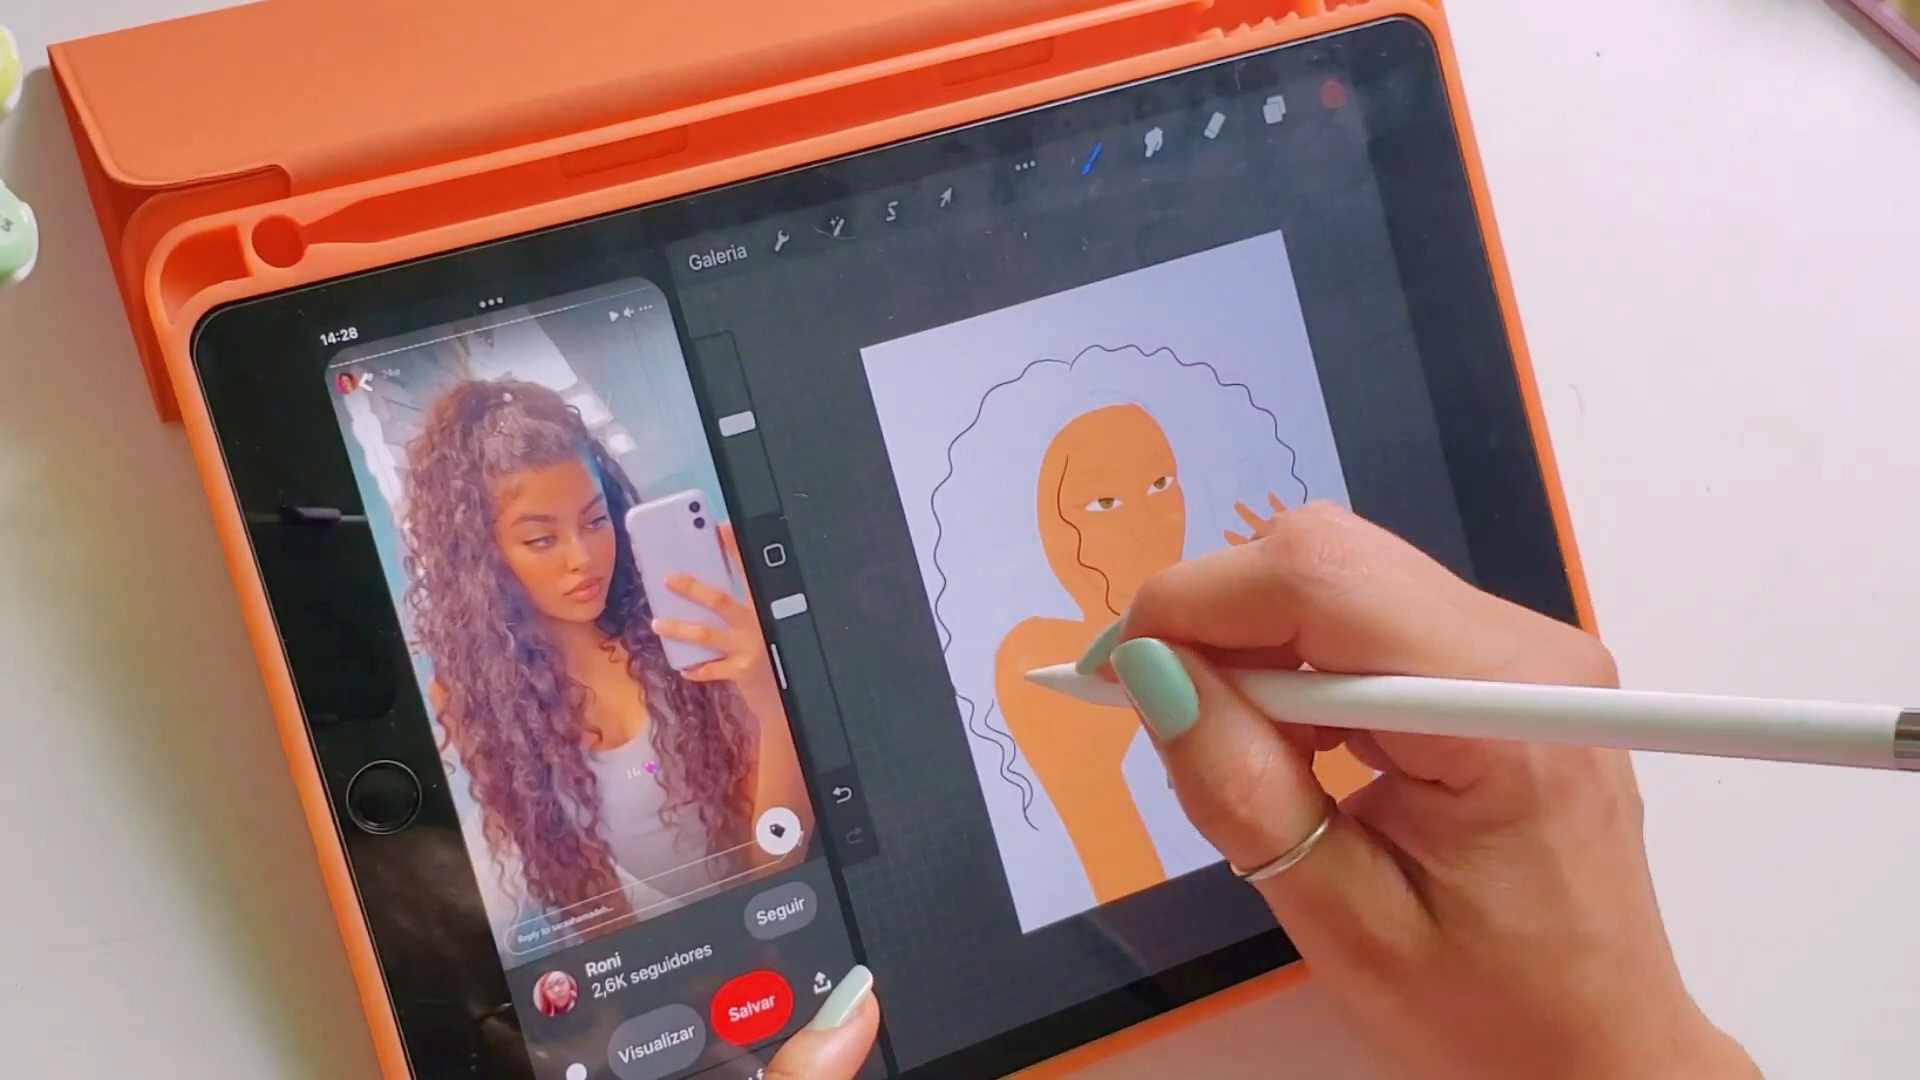 14:28
Galeria
Seguir
Roni
2,6K seguidores
Visualizar
Salvar